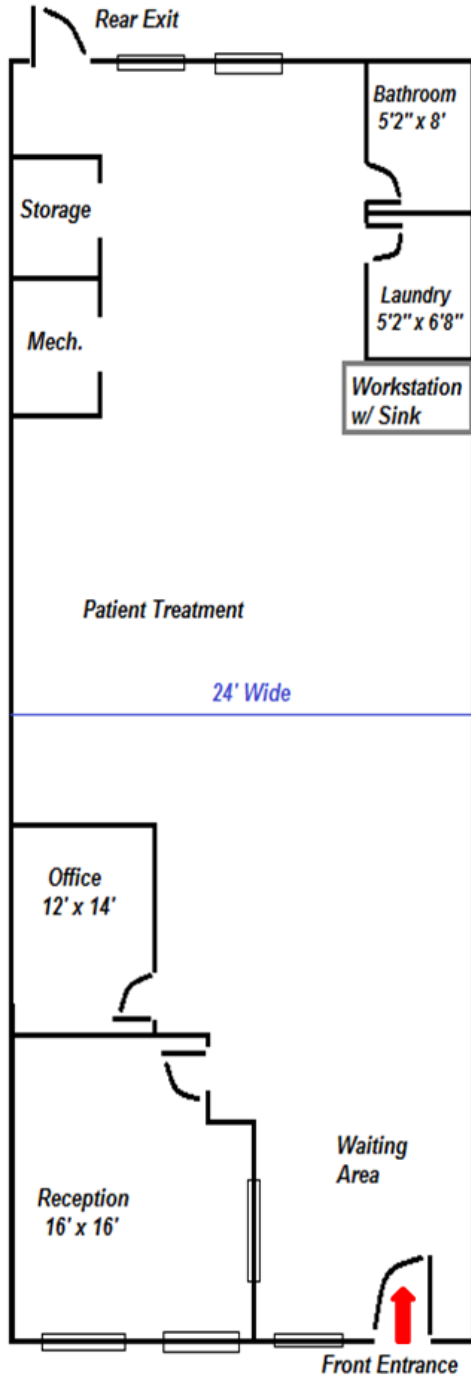 Rear Exit
Bathroom
5'2" x 8'
Storage
Laundry
5'2" x 6'8"
Mech.
Workstation
w/ Sink
Patient Treatment
24' Wide
Office
12' x 14'
Waiting
Area
Reception
16' x 16'
Front Entrance